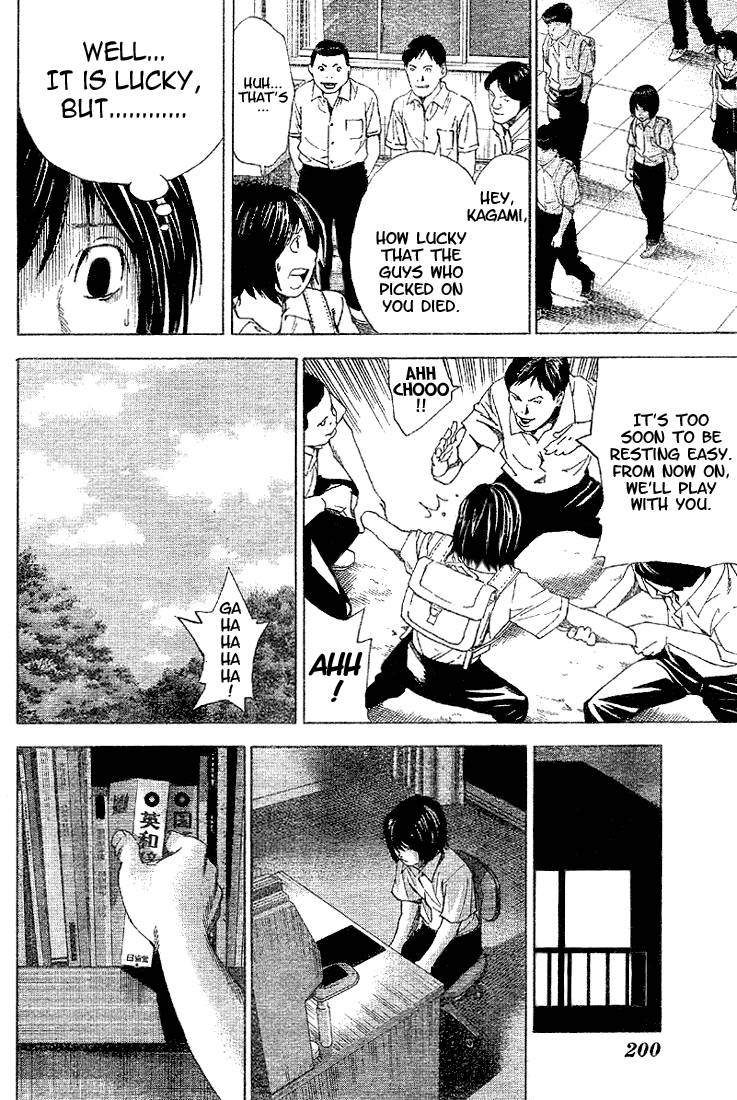 HEY,
KAGAMI,
HOW LUCKY
THAT THE
GUYS WHO
PICKED ON
YOU DIED.
HUH...
THAT'S
...
WELL...
IT IS LUCKY,
BUT............
IT'S TOO
SOON TO BE
RESTING EASY.
FROM NOW ON,
WE'LL PLAY
WITH YOU.
AHH
CHOOO
!!
AHH
!
GA
HA
HA
HA
HA
!
国
英和
200